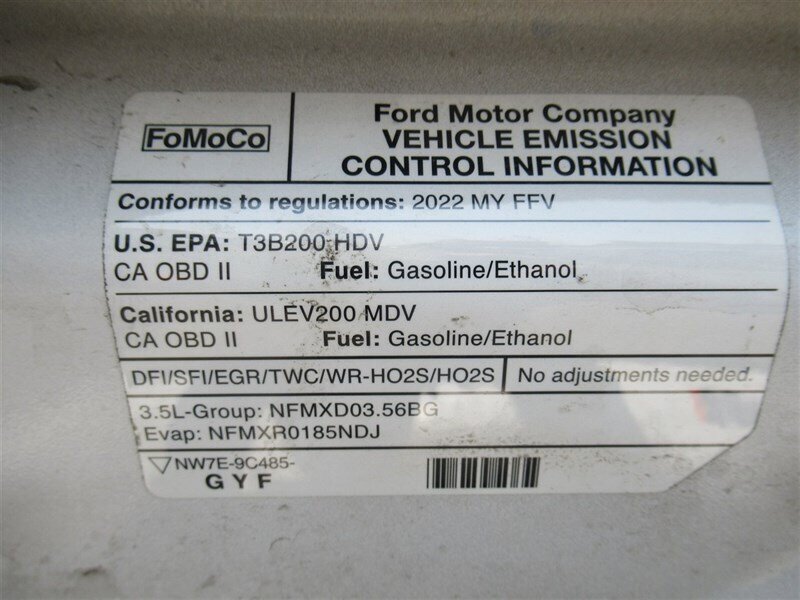 FoMoCo
Ford Motor Company
VEHICLE EMISSION
CONTROL INFORMATION
Conforms to regulations: 2022 MY FFV
U.S. EPA: T3B200 HDV
CA OBD II Fuel: Gasoline/Ethanol
California: ULEV200 MDV
CA OBD II Fuel: Gasoline/Ethanol
DFI/SFI/EGR/TWC/WR-HO2S/HO2S No adjustments needed.
3.5L-Group: NFMXD03.56BG
Evap: NFMXR0185NDJ
NW7E-9C485-
G Y F